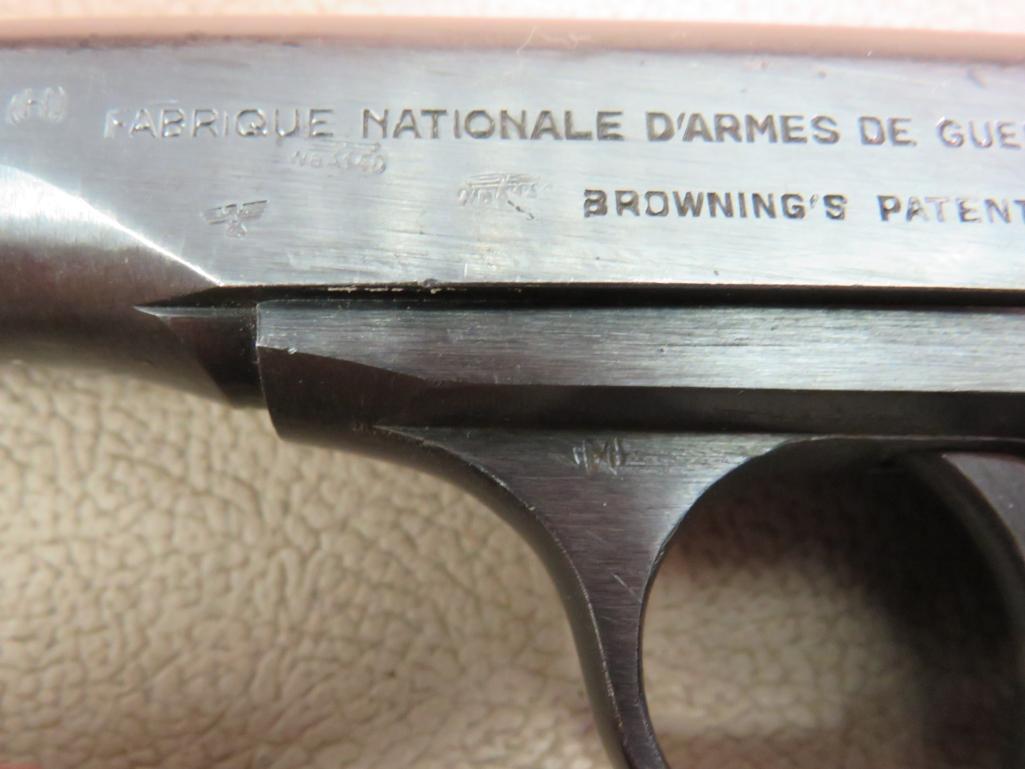 FABRIQUE NATIONALE D'ARMES DE GUE
BROWNING'S PATENT